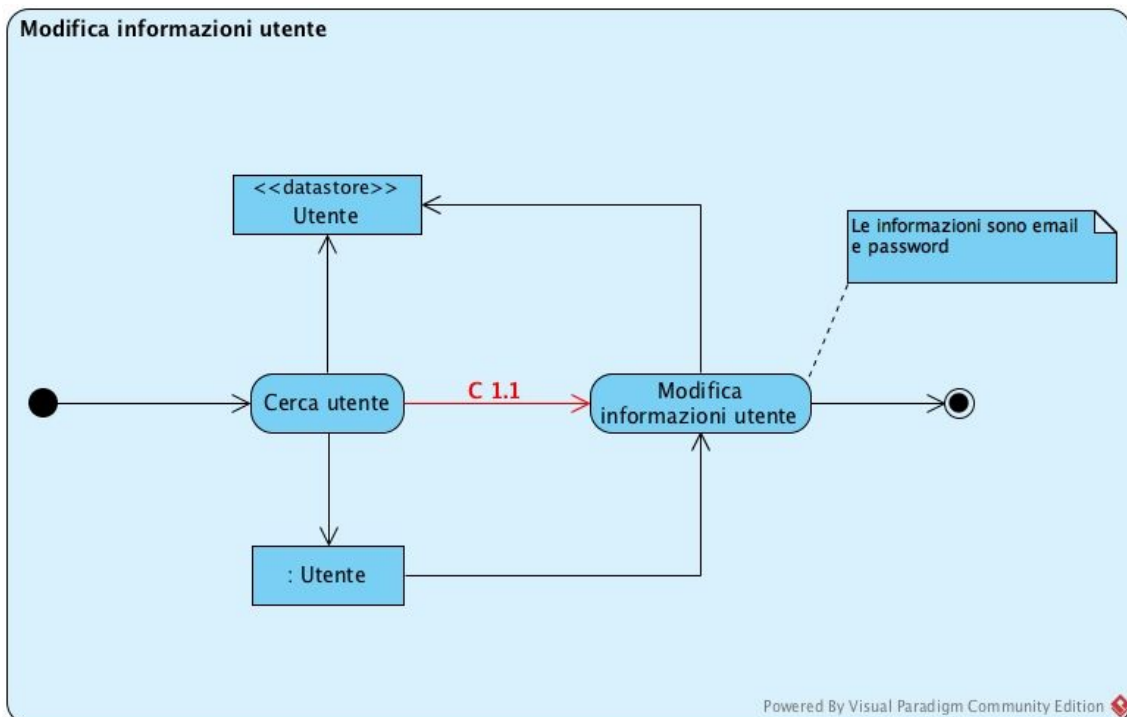 Modifica informazioni utente
<<datastore>>
Utente
Le informazioni sono email
e password
Cerca utente
C 1.1
Modifica
informazioni utente
: Utente
Powered By Visual Paradigm Community Edition